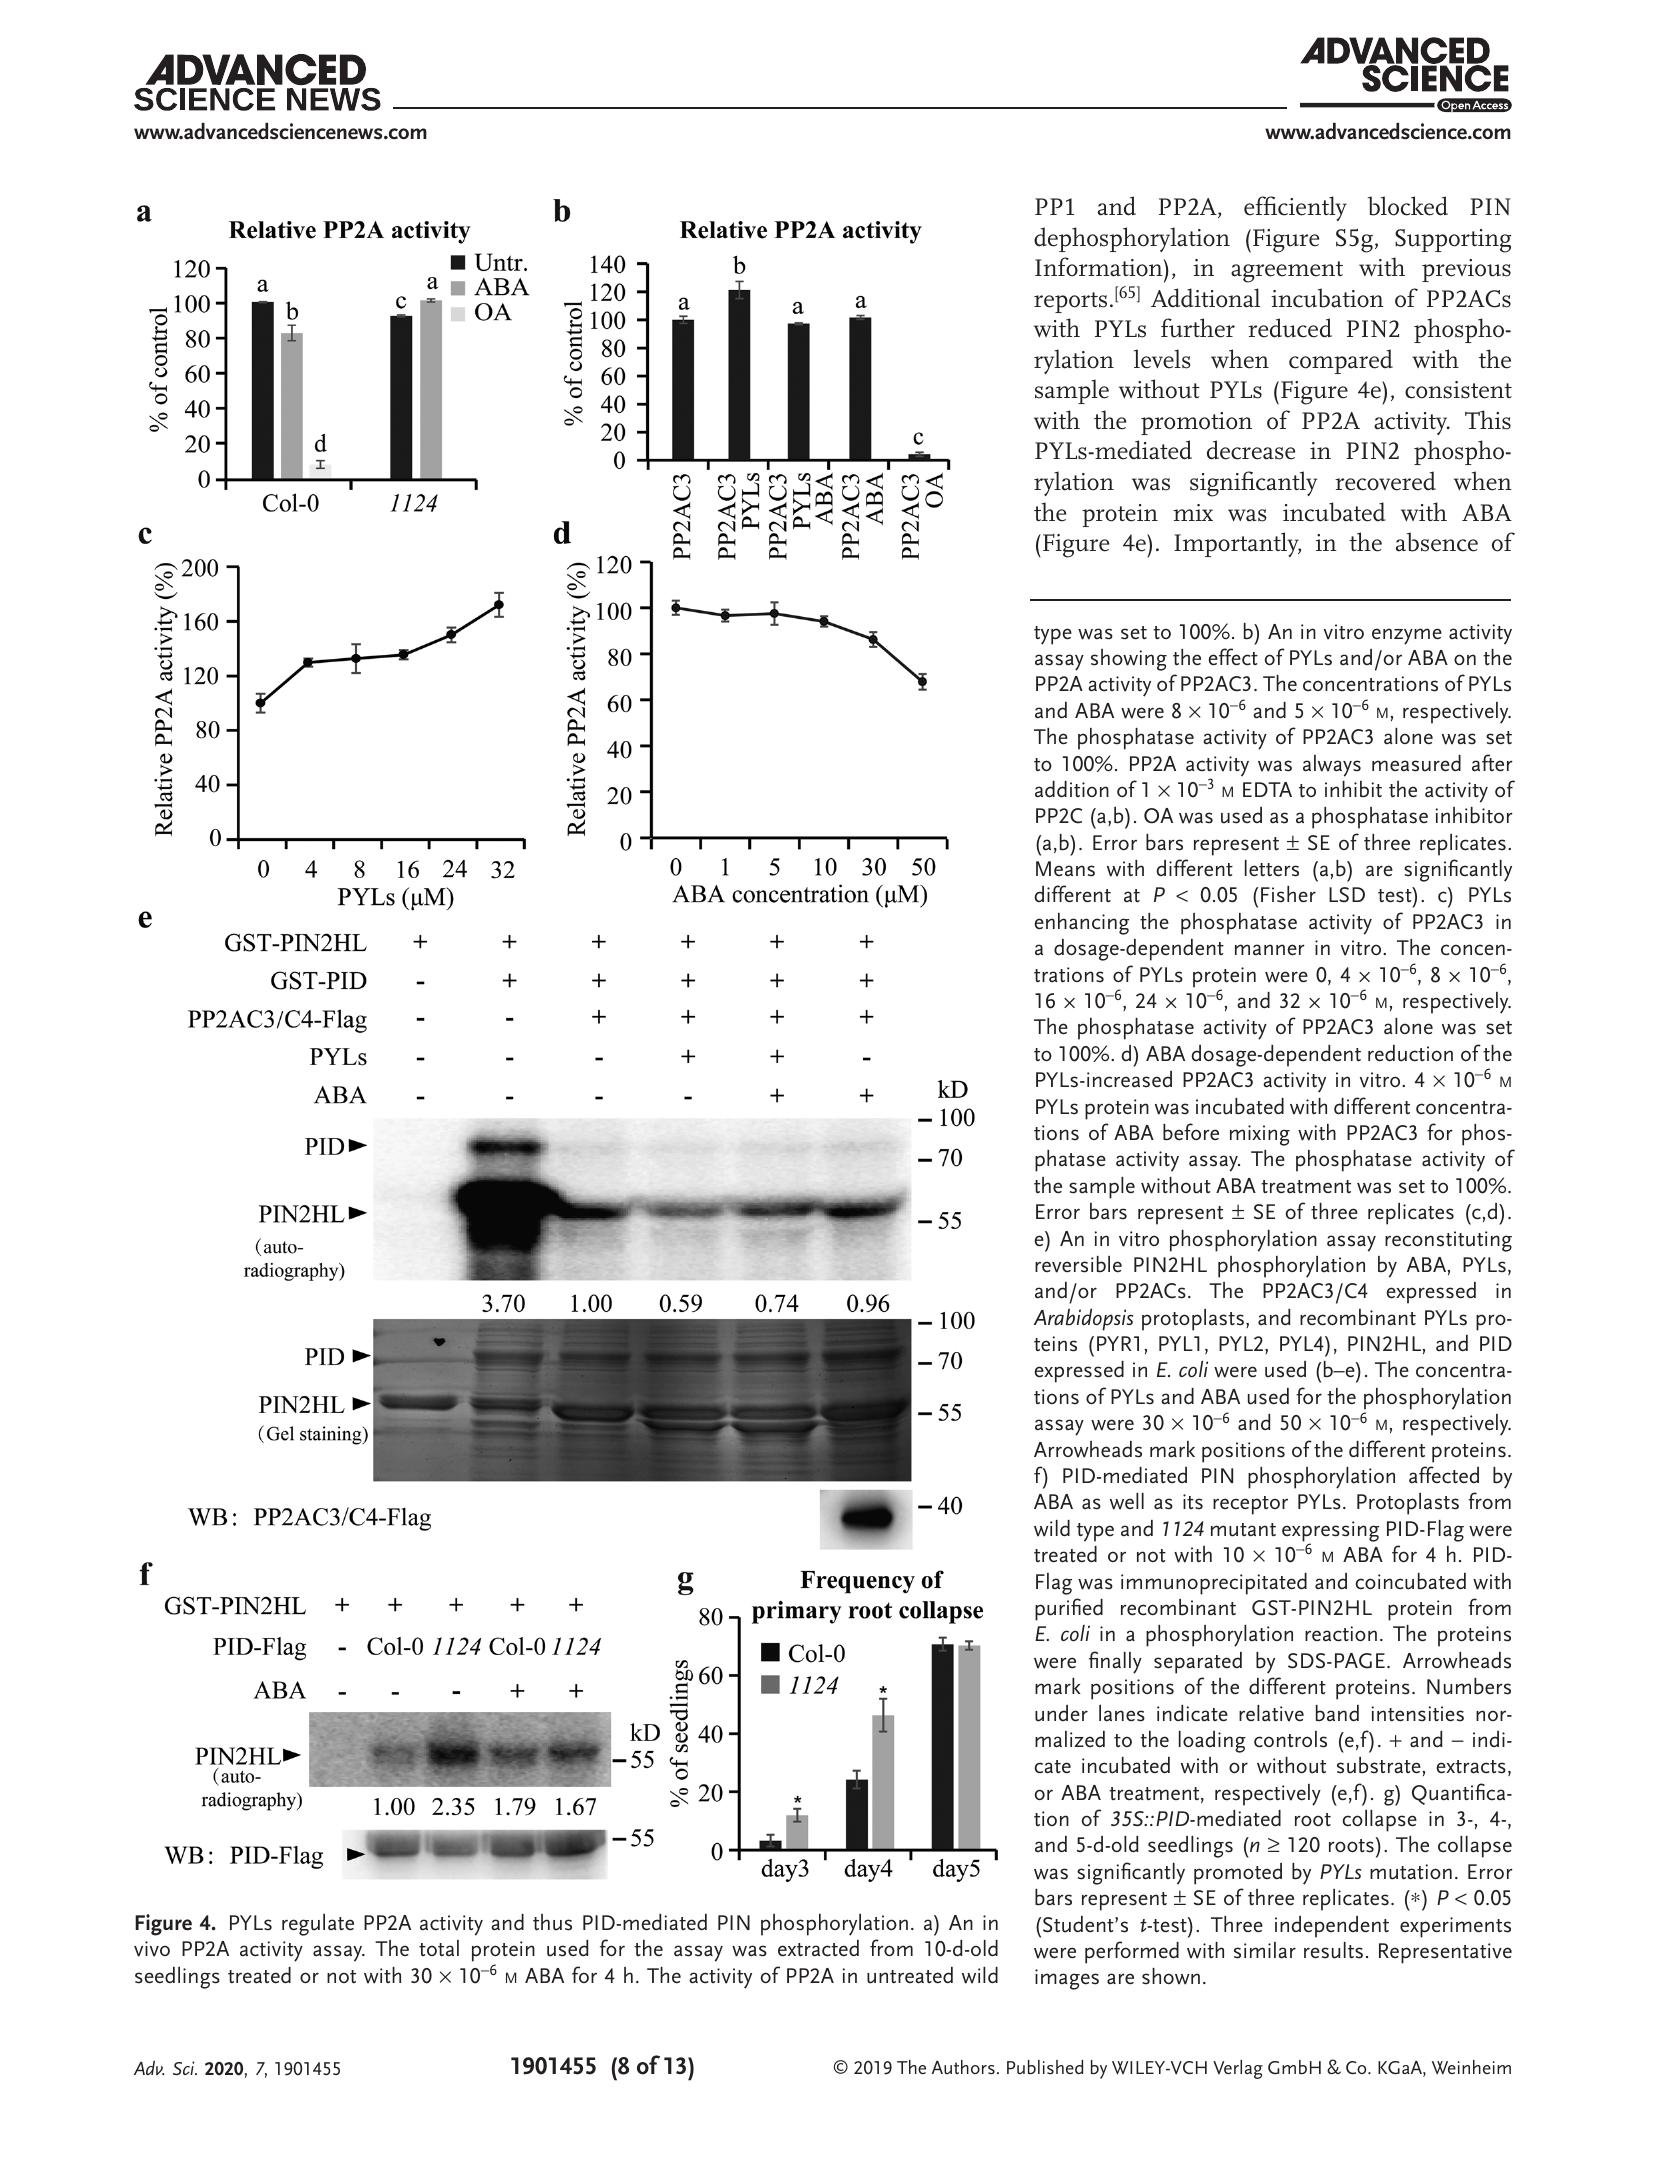 ADVANCED
SCIENCE NEWS
www.advancedsciencenews.com
ADVANCED
SCIENCE
Open Access
www.advancedscience.com
a
Relative PP2A activity
Untr.
ABA
OA
% of control
120
100
80
60
40
20
0
a
b
d
c
a
Col-0
1124
b
Relative PP2A activity
% of control
140
120
100
80
60
40
20
0
a
b
a
a
c
PP2AC3
PP2AC3
PYLs
PP2AC3
PYLs
ABA
PP2AC3
ABA
PP2AC3
OA
c
Relative PP2A activity (%)
200
160
120
80
40
0
0 4 8 16 24 32
PYLs (μM)
d
Relative PP2A activity (%)
120
100
80
60
40
20
0
0 1 5 10 30 50
ABA concentration (μM)
e
GST-PIN2HL + + + + + +
GST-PID - + + + + +
PP2AC3/C4-Flag - - + + + +
PYLs - - - + + -
ABA - - - - + +
kD
PID
PIN2HL
(auto-
radiography)
100
70
55
3.70 1.00 0.59 0.74 0.96
PID
PIN2HL
(Gel staining)
100
70
55
WB: PP2AC3/C4-Flag
40
f
GST-PIN2HL + + + + +
PID-Flag - Col-0 1124 Col-0 1124
ABA - - - + +
kD
PIN2HL
(auto-
radiography)
55
1.00 2.35 1.79 1.67
WB: PID-Flag
55
g
Frequency of
primary root collapse
Col-0
1124
% of seedlings
80
60
40
20
0
*
*
day3 day4 day5
Figure 4. PYLs regulate PP2A activity and thus PID-mediated PIN phosphorylation. a) An in
vivo PP2A activity assay. The total protein used for the assay was extracted from 10-d-old
seedlings treated or not with 30 × 10⁻⁶ M ABA for 4 h. The activity of PP2A in untreated wild
PP1 and PP2A, efficiently blocked PIN
dephosphorylation (Figure S5g, Supporting
Information), in agreement with previous
reports.[65] Additional incubation of PP2ACs
with PYLs further reduced PIN2 phospho-
rylation levels when compared with the
sample without PYLs (Figure 4e), consistent
with the promotion of PP2A activity. This
PYLs-mediated decrease in PIN2 phospho-
rylation was significantly recovered when
the protein mix was incubated with ABA
(Figure 4e). Importantly, in the absence of
type was set to 100%. b) An in vitro enzyme activity
assay showing the effect of PYLs and/or ABA on the
PP2A activity of PP2AC3. The concentrations of PYLs
and ABA were 8 × 10⁻⁶ and 5 × 10⁻⁶ M, respectively.
The phosphatase activity of PP2AC3 alone was set
to 100%. PP2A activity was always measured after
addition of 1 × 10⁻³ M EDTA to inhibit the activity of
PP2C (a,b). OA was used as a phosphatase inhibitor
(a,b). Error bars represent ± SE of three replicates.
Means with different letters (a,b) are significantly
different at P < 0.05 (Fisher LSD test). c) PYLs
enhancing the phosphatase activity of PP2AC3 in
a dosage-dependent manner in vitro. The concen-
trations of PYLs protein were 0, 4 × 10⁻⁶, 8 × 10⁻⁶,
16 × 10⁻⁶, 24 × 10⁻⁶, and 32 × 10⁻⁶ M, respectively.
The phosphatase activity of PP2AC3 alone was set
to 100%. d) ABA dosage-dependent reduction of the
PYLs-increased PP2AC3 activity in vitro. 4 × 10⁻⁶ M
PYLs protein was incubated with different concentra-
tions of ABA before mixing with PP2AC3 for phos-
phatase activity assay. The phosphatase activity of
the sample without ABA treatment was set to 100%.
Error bars represent ± SE of three replicates (c,d).
e) An in vitro phosphorylation assay reconstituting
reversible PIN2HL phosphorylation by ABA, PYLs,
and/or PP2ACs. The PP2AC3/C4 expressed in
Arabidopsis protoplasts, and recombinant PYLs pro-
teins (PYR1, PYL1, PYL2, PYL4), PIN2HL, and PID
expressed in E. coli were used (b–e). The concentra-
tions of PYLs and ABA used for the phosphorylation
assay were 30 × 10⁻⁶ and 50 × 10⁻⁶ M, respectively.
Arrowheads mark positions of the different proteins.
f) PID-mediated PIN phosphorylation affected by
ABA as well as its receptor PYLs. Protoplasts from
wild type and 1124 mutant expressing PID-Flag were
treated or not with 10 × 10⁻⁶ M ABA for 4 h. PID-
Flag was immunoprecipitated and coincubated with
purified recombinant GST-PIN2HL protein from
E. coli in a phosphorylation reaction. The proteins
were finally separated by SDS-PAGE. Arrowheads
mark positions of the different proteins. Numbers
under lanes indicate relative band intensities nor-
malized to the loading controls (e,f). + and − indi-
cate incubated with or without substrate, extracts,
or ABA treatment, respectively (e,f). g) Quantifica-
tion of 35S::PID-mediated root collapse in 3-, 4-,
and 5-d-old seedlings (n ≥ 120 roots). The collapse
was significantly promoted by PYLs mutation. Error
bars represent ± SE of three replicates. (*) P < 0.05
(Student's t-test). Three independent experiments
were performed with similar results. Representative
images are shown.
Adv. Sci. 2020, 7, 1901455
1901455 (8 of 13)
© 2019 The Authors. Published by WILEY-VCH Verlag GmbH & Co. KGaA, Weinheim